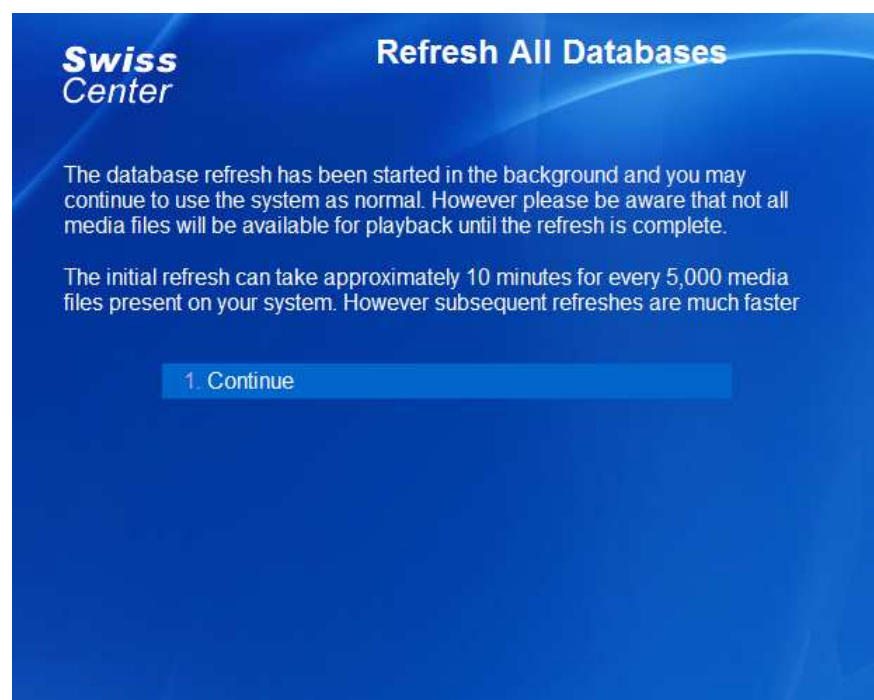 Swiss
Center
Refresh All Databases
The database refresh has been started in the background and you may
continue to use the system as normal. However please be aware that not all
media files will be available for playback until the refresh is complete.
The initial refresh can take approximately 10 minutes for every 5,000 media
files present on your system. However subsequent refreshes are much faster
1. Continue